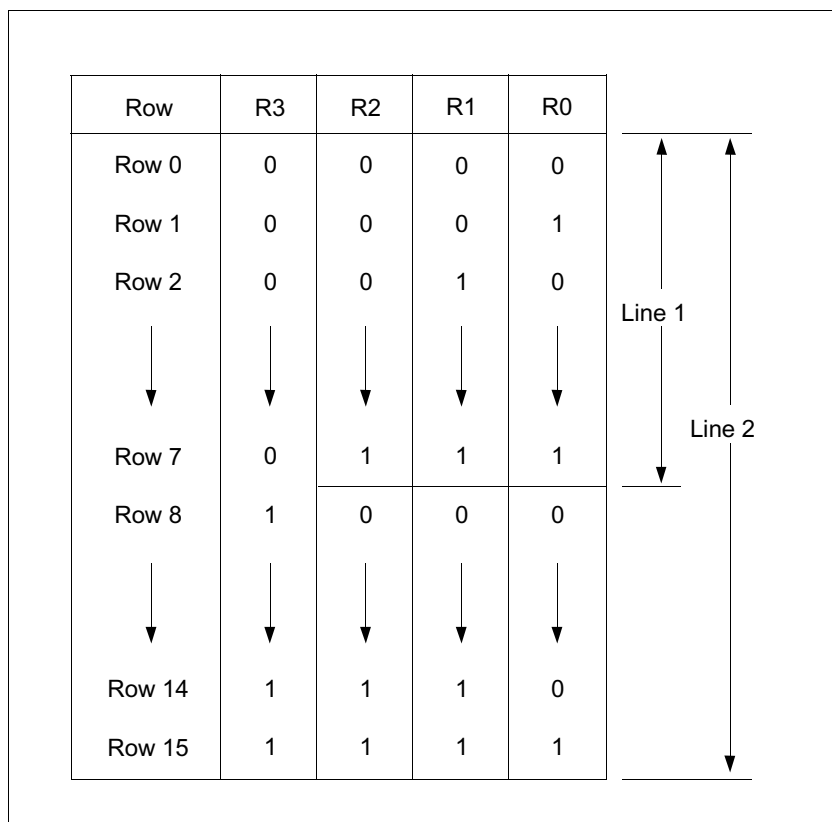 Row R3 R2 R1 R0
Row 0 0 0 0 0
Row 1 0 0 0 1
Row 2 0 0 1 0
Line 1
Line 2
Row 7 0 1 1 1
Row 8 1 0 0 0
Row 14 1 1 1 0
Row 15 1 1 1 1